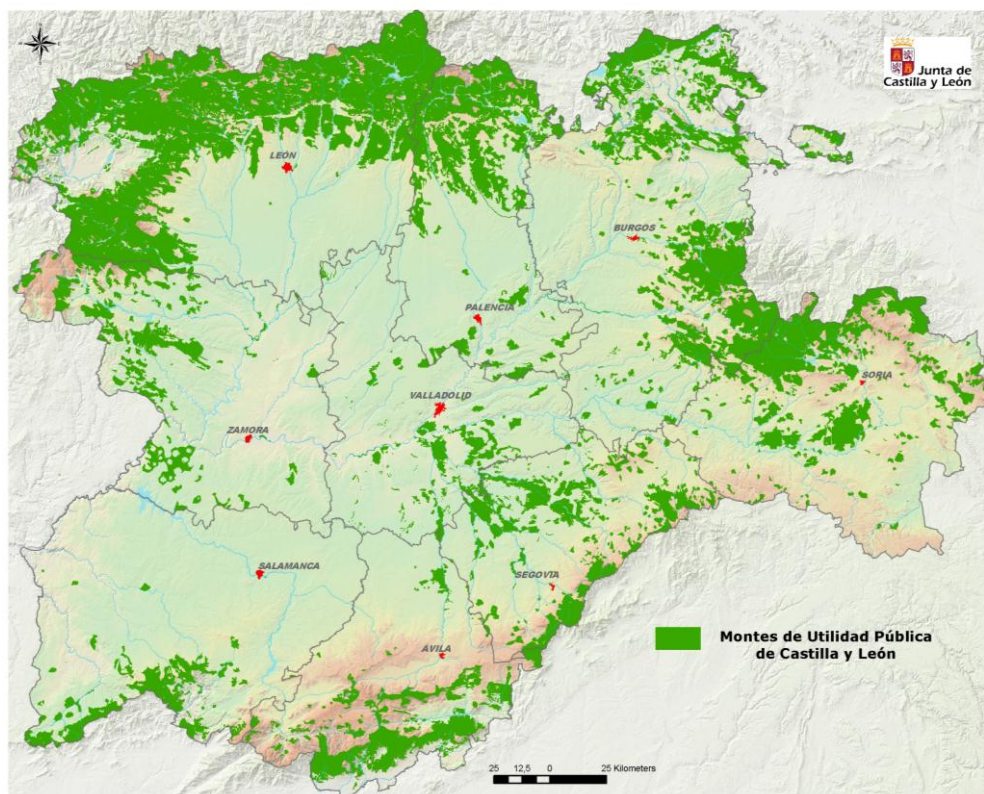 Junta de
Castilla y León
LEÓN
BURGOS
PALENCIA
SORIA
VALLADOLID
ZAMORA
SALAMANCA
SEGOVIA
ÁVILA
Montes de Utilidad Pública
de Castilla y León
25 12,5 0 25 Kilometers